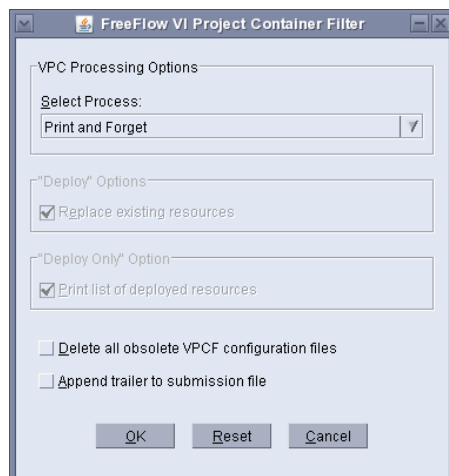 FreeFlow VI Project Container Filter
VPC Processing Options
Select Process:
Print and Forget
"Deploy" Options
Replace existing resources
"Deploy Only" Option
Print list of deployed resources
Delete all obsolete VPCF configuration files
Append trailer to submission file
OK Reset Cancel